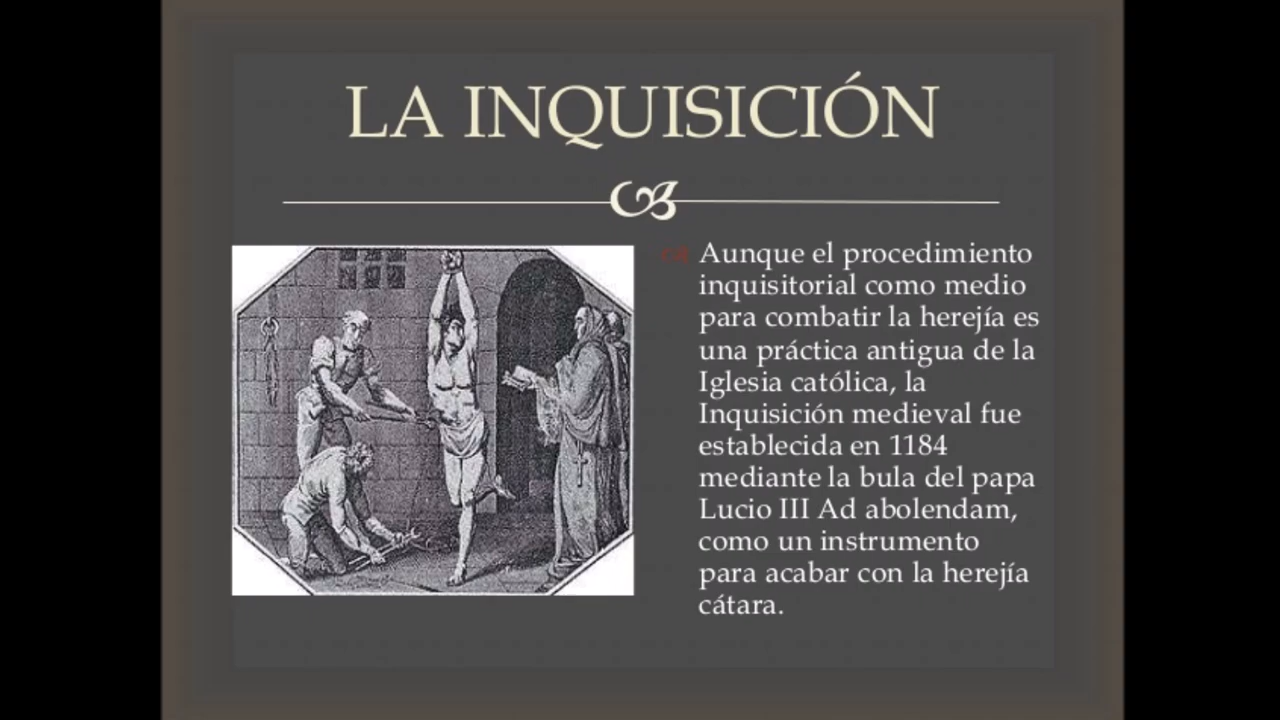 LA INQUISICIÓN
Aunque el procedimiento
inquisitorial como medio
para combatir la herejía es
una práctica antigua de la
Iglesia católica, la
Inquisición medieval fue
establecida en 1184
mediante la bula del papa
Lucio III Ad abolendam,
como un instrumento
para acabar con la herejía
cátara.